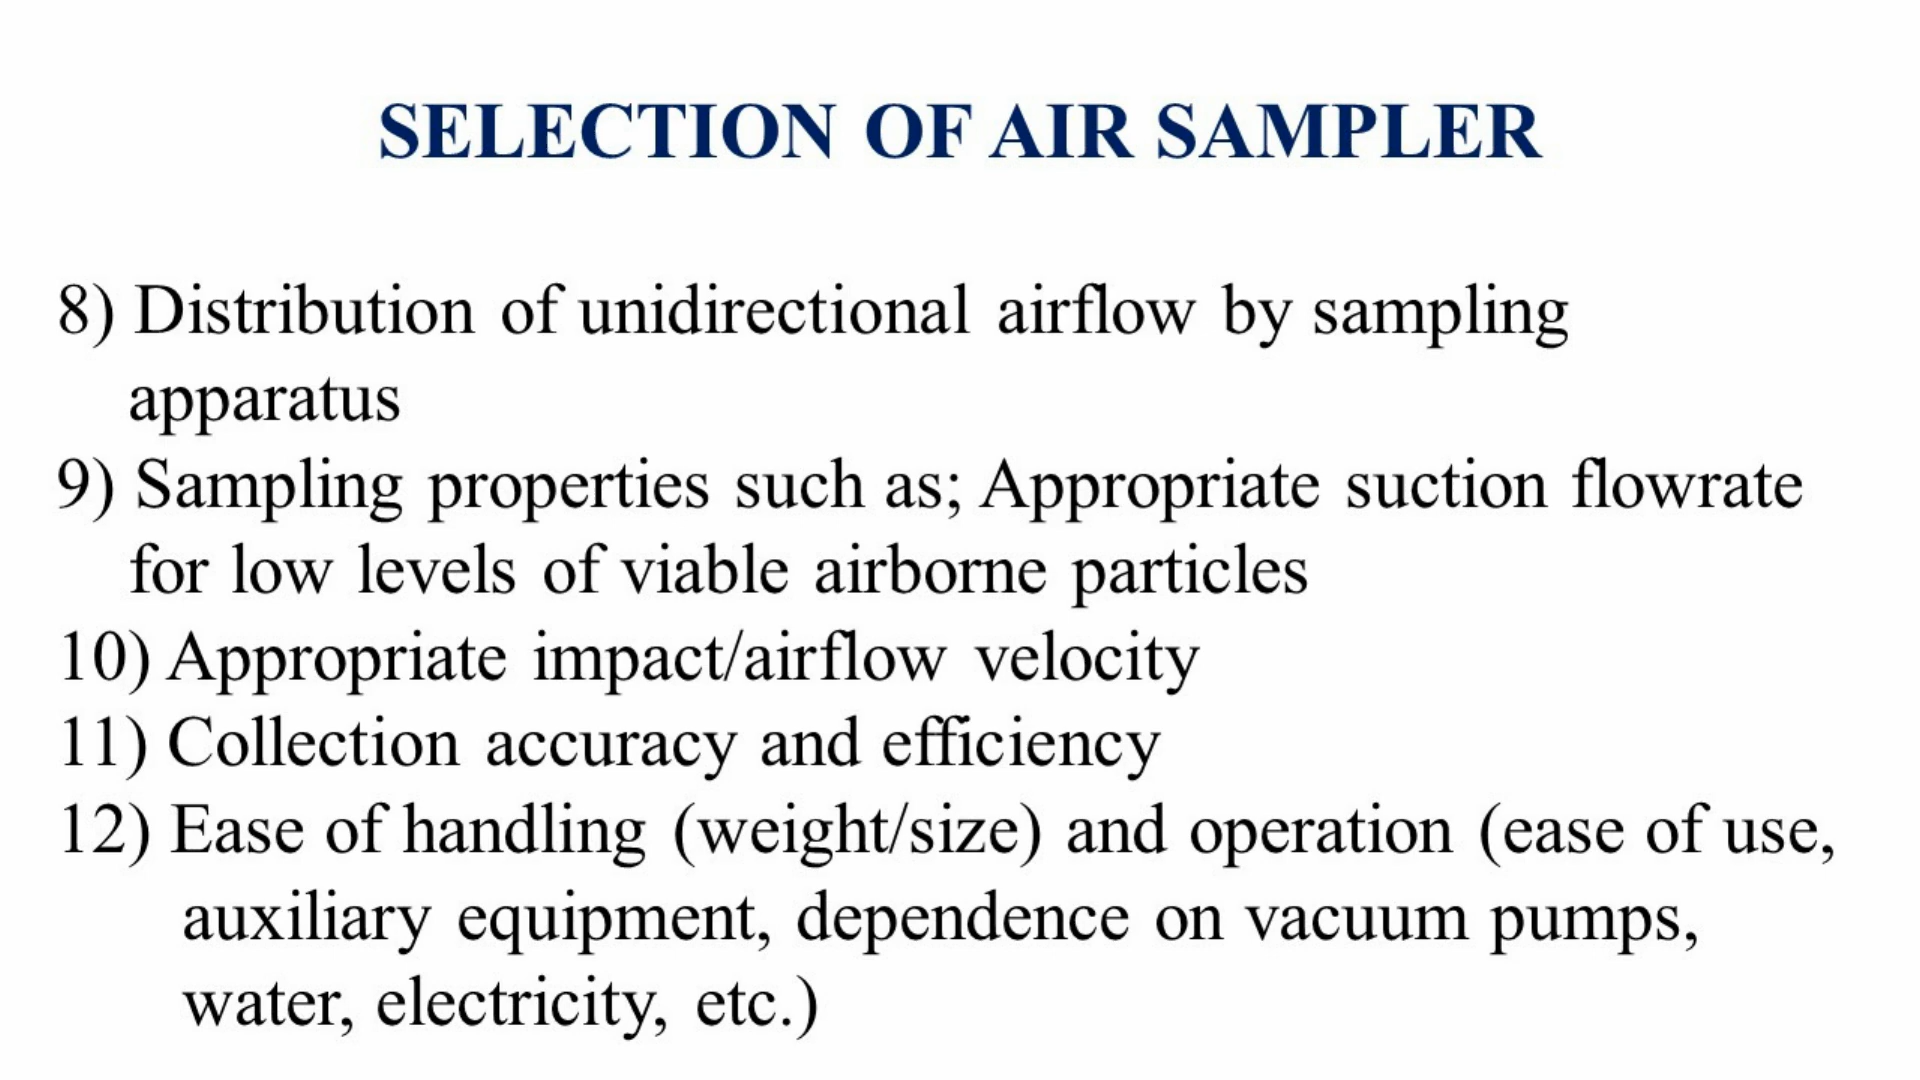 SELECTION OF AIR SAMPLER
8) Distribution of unidirectional airflow by sampling
apparatus
9) Sampling properties such as; Appropriate suction flowrate
for low levels of viable airborne particles
10) Appropriate impact/airflow velocity
11) Collection accuracy and efficiency
12) Ease of handling (weight/size) and operation (ease of use,
auxiliary equipment, dependence on vacuum pumps,
water, electricity, etc.)